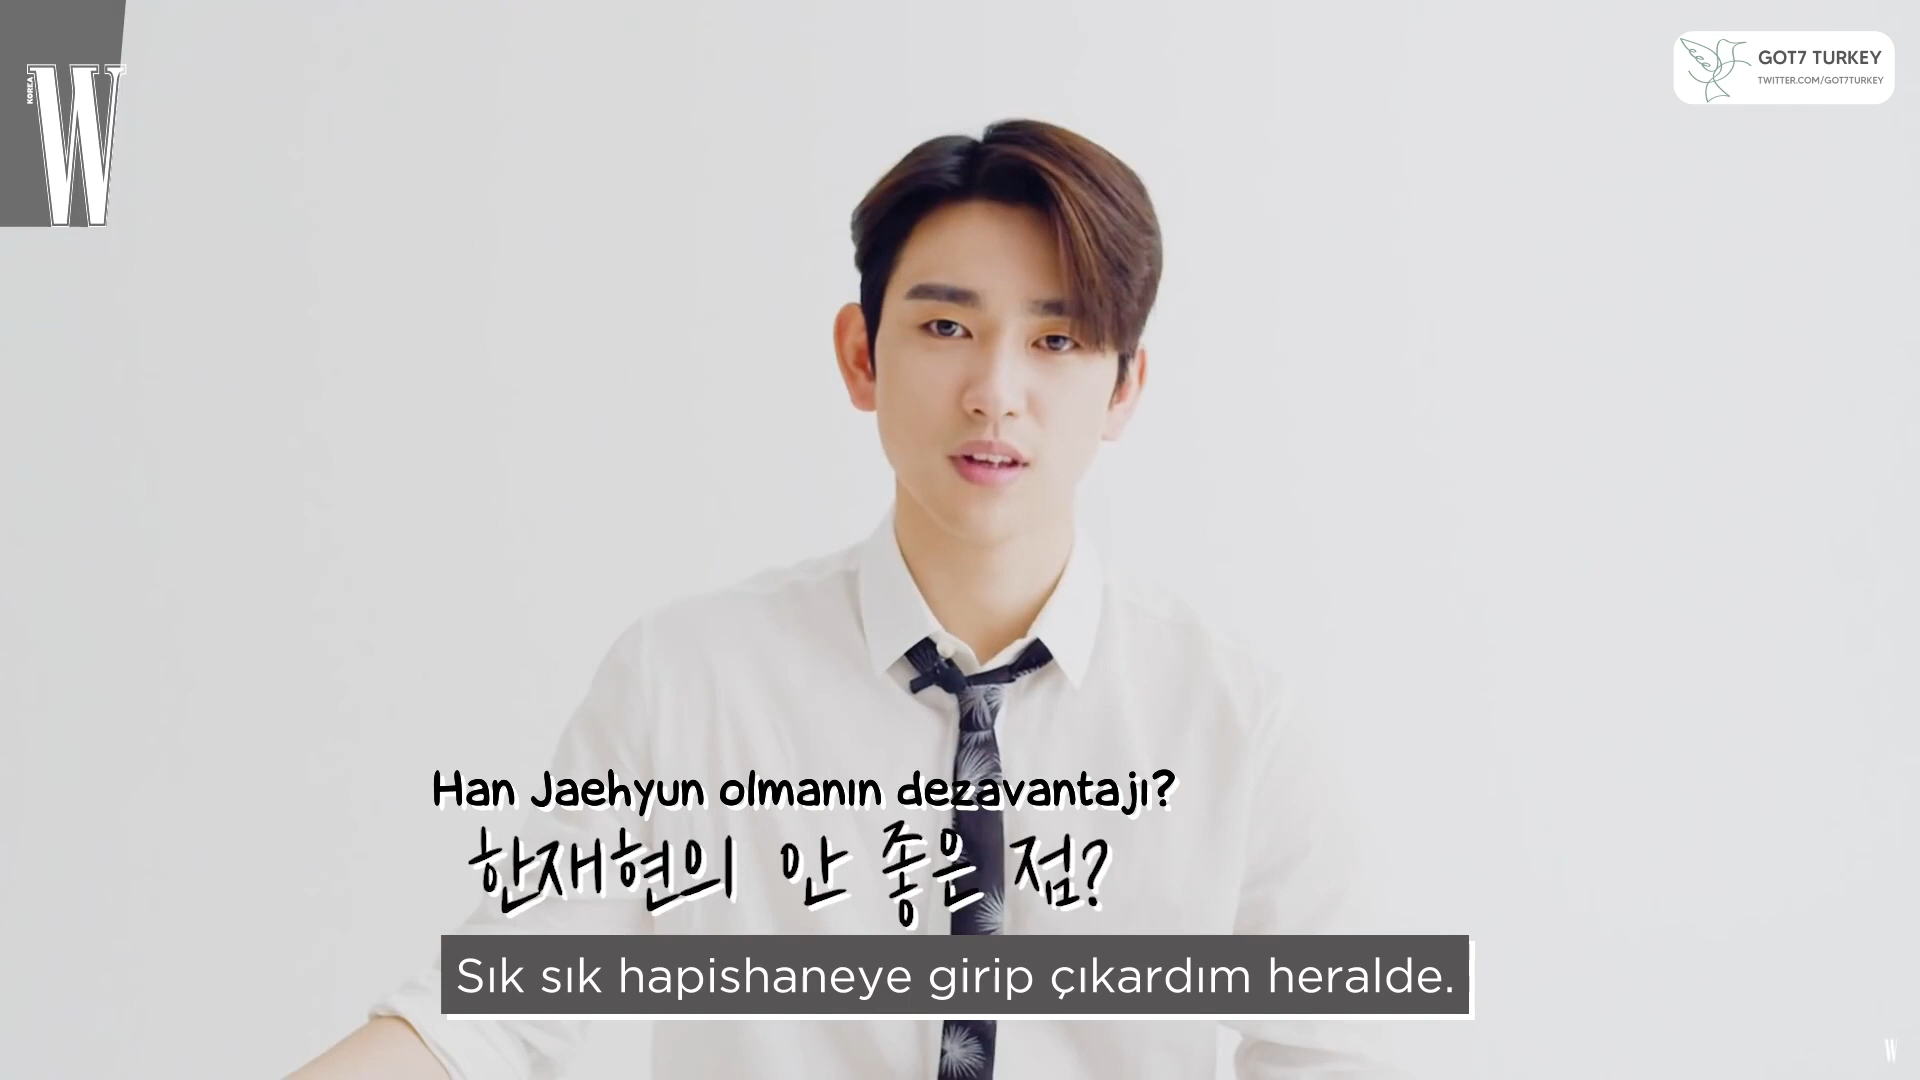 KOREA
W
GOT7 TURKEY
TWITTER.COM/GOT7TURKEY
Han Jaehyun olmanın dezavantajı?
한재현의 안 좋은 점?
Sık sık hapishaneye girip çıkardım heralde.
W